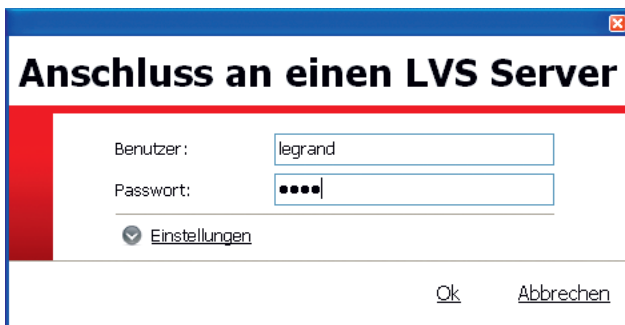 Anschluss an einen LVS Server
Benutzer: legrand
Passwort: ●●●●
Einstellungen
Ok Abbrechen